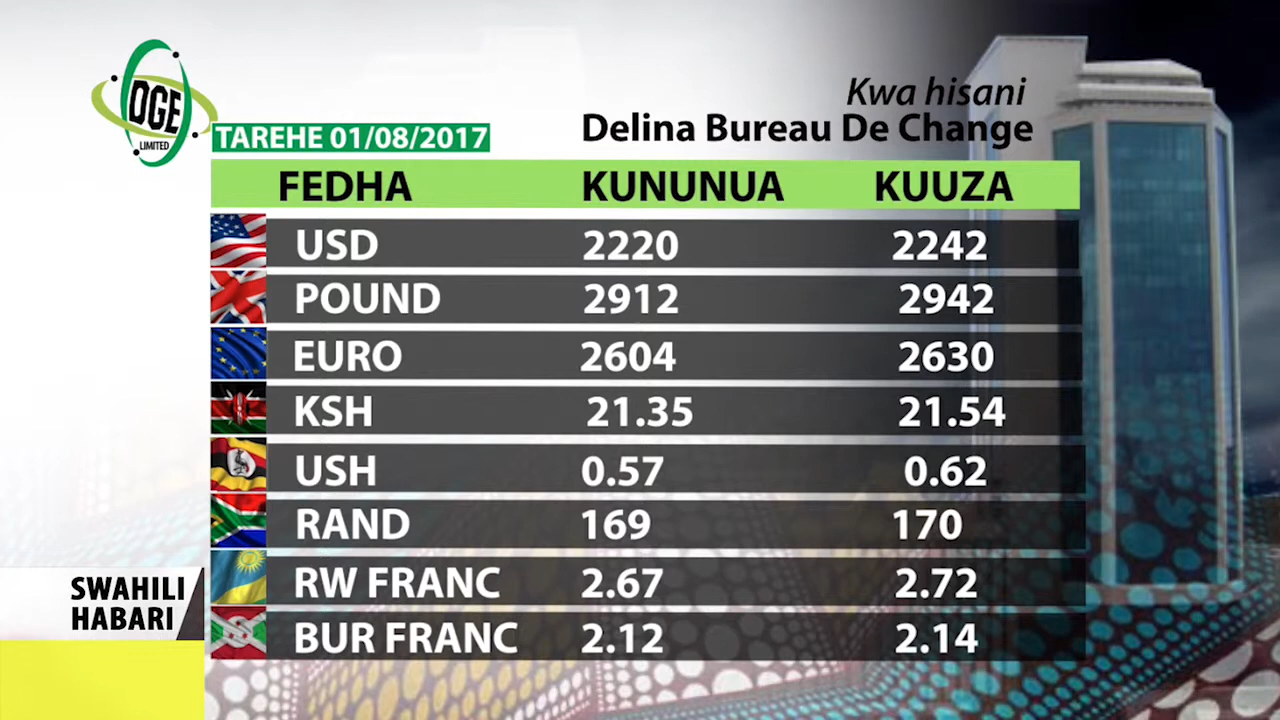 DGE
LIMITED
TAREHE 01/08/2017
Kwa hisani
Delina Bureau De Change
FEDHA KUNUNUA KUUZA
USD 2220 2242
POUND 2912 2942
EURO 2604 2630
KSH 21.35 21.54
USH 0.57 0.62
RAND 169 170
RW FRANC 2.67 2.72
BUR FRANC 2.12 2.14
SWAHILI
HABARI